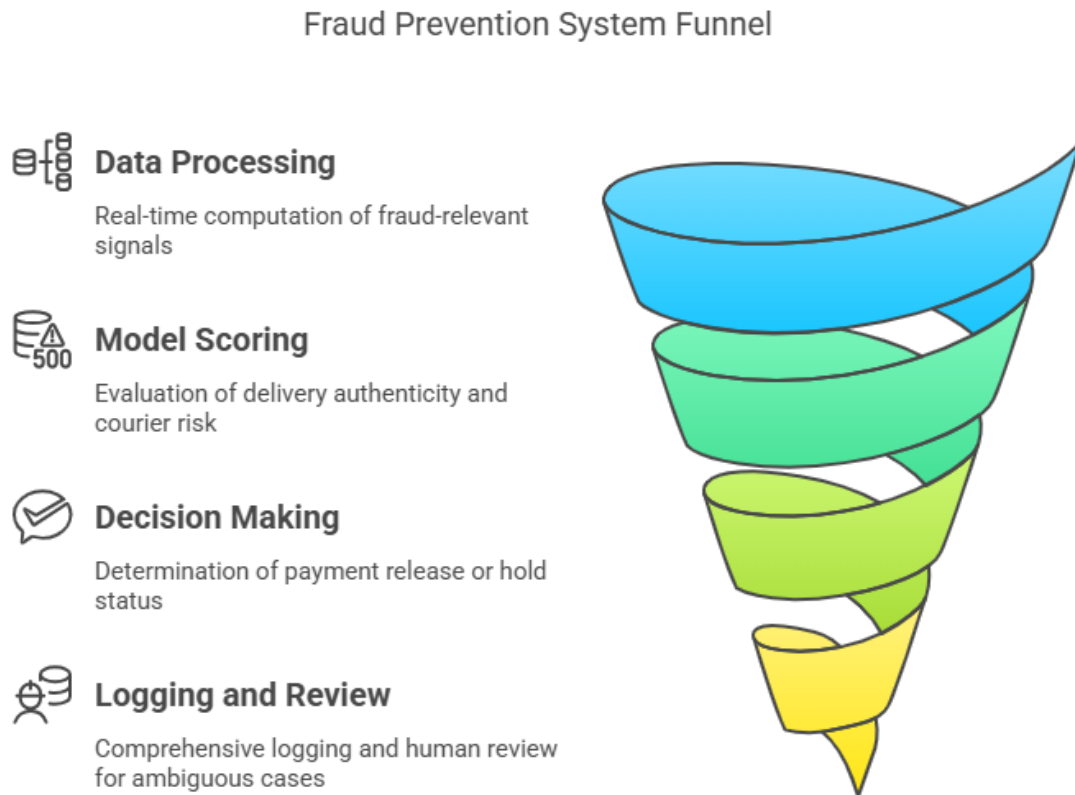 Fraud Prevention System Funnel
Data Processing
Real-time computation of fraud-relevant
signals
500
Model Scoring
Evaluation of delivery authenticity and
courier risk
Decision Making
Determination of payment release or hold
status
Logging and Review
Comprehensive logging and human review
for ambiguous cases